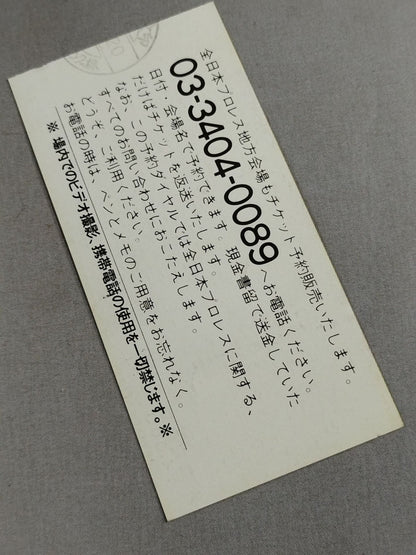 全日本プロレス地方会場もチケット予約販売いたします。
03-3404-0089へお電話ください。
日付・会場名で予約できます。現金書留で送金していた
だけばチケットを返送いたします。
なお、この予約ダイヤルでは全日本プロレスに関する、
すべてのお問い合わせにおこたえします。
どうぞ、ご利用ください。
お電話の時は、ペンとメモのご用意をお忘れなく。
※場内でのビデオ撮影、携帯電話の使用を一切禁じます。※